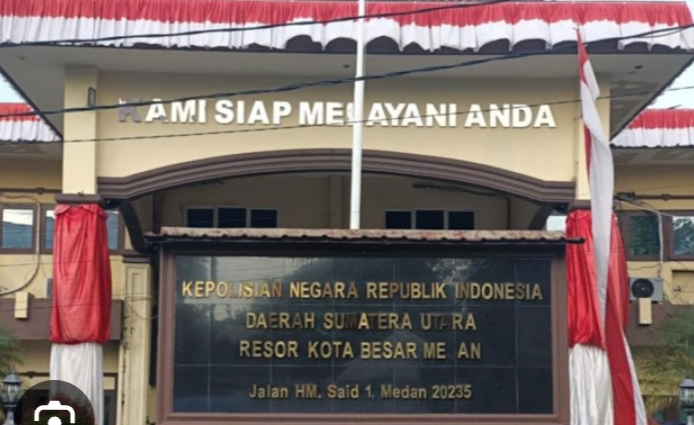 KAMI SIAP MELAYANI ANDA
KEPOLISIAN NEGARA REPUBLIK INDONESIA
DAERAH SUMATERA UTARA
RESOR KOTA BESAR ME AN
Jalan HM. Said 1, Medan 20235